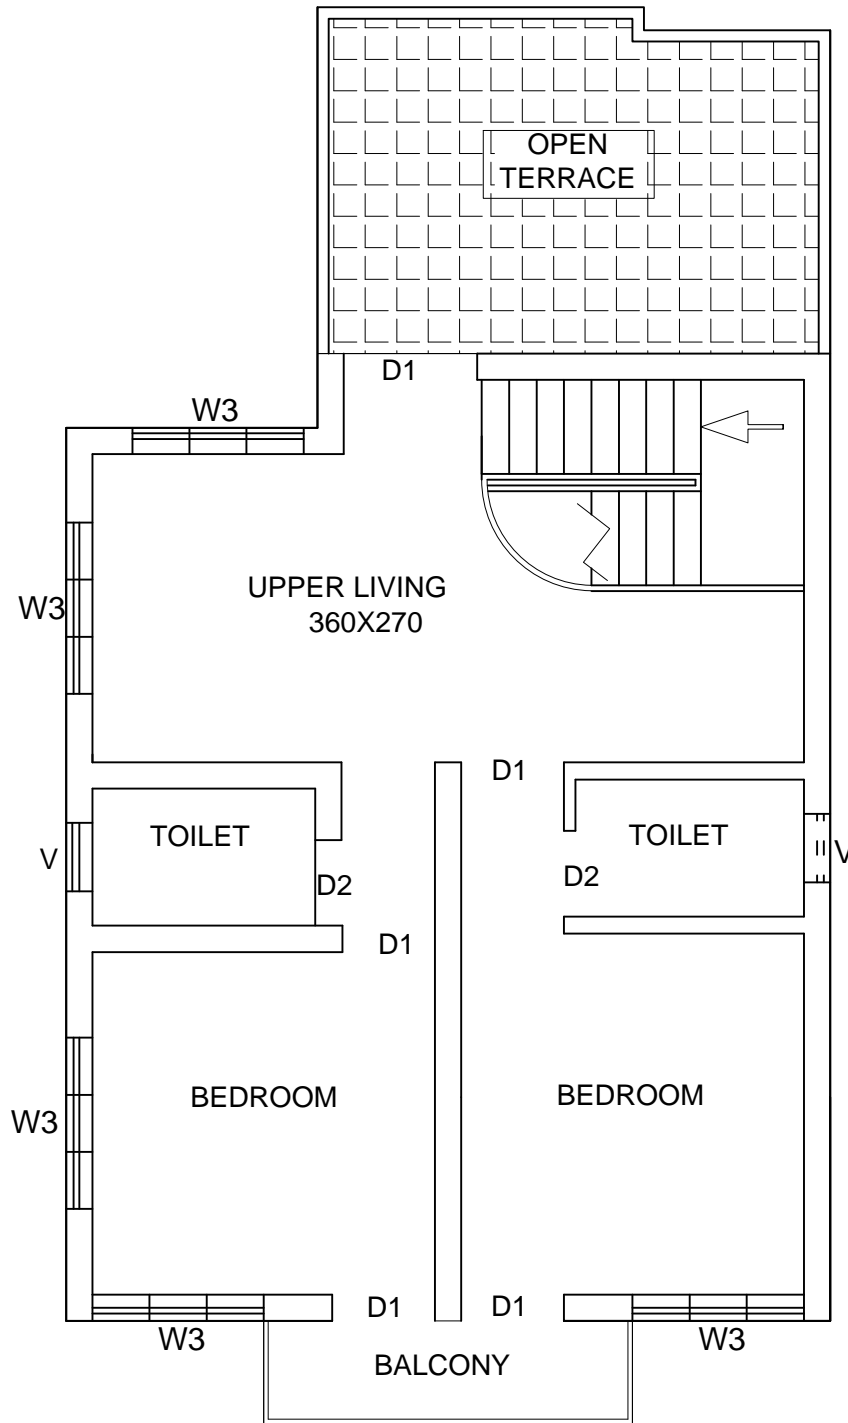 OPEN
TERRACE
D1
W3
W3
UPPER LIVING
360X270
D1
TOILET
TOILET
V
V
D2
D2
D1
BEDROOM
BEDROOM
W3
D1
D1
W3
W3
BALCONY